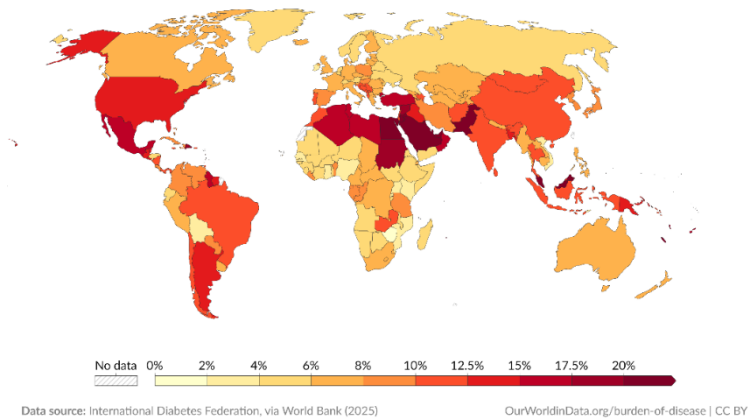 No data 0% 2% 4% 6% 8% 10% 12.5% 15% 17.5% 20%
Data source: International Diabetes Federation, via World Bank (2025) OurWorldinData.org/burden-of-disease | CC BY